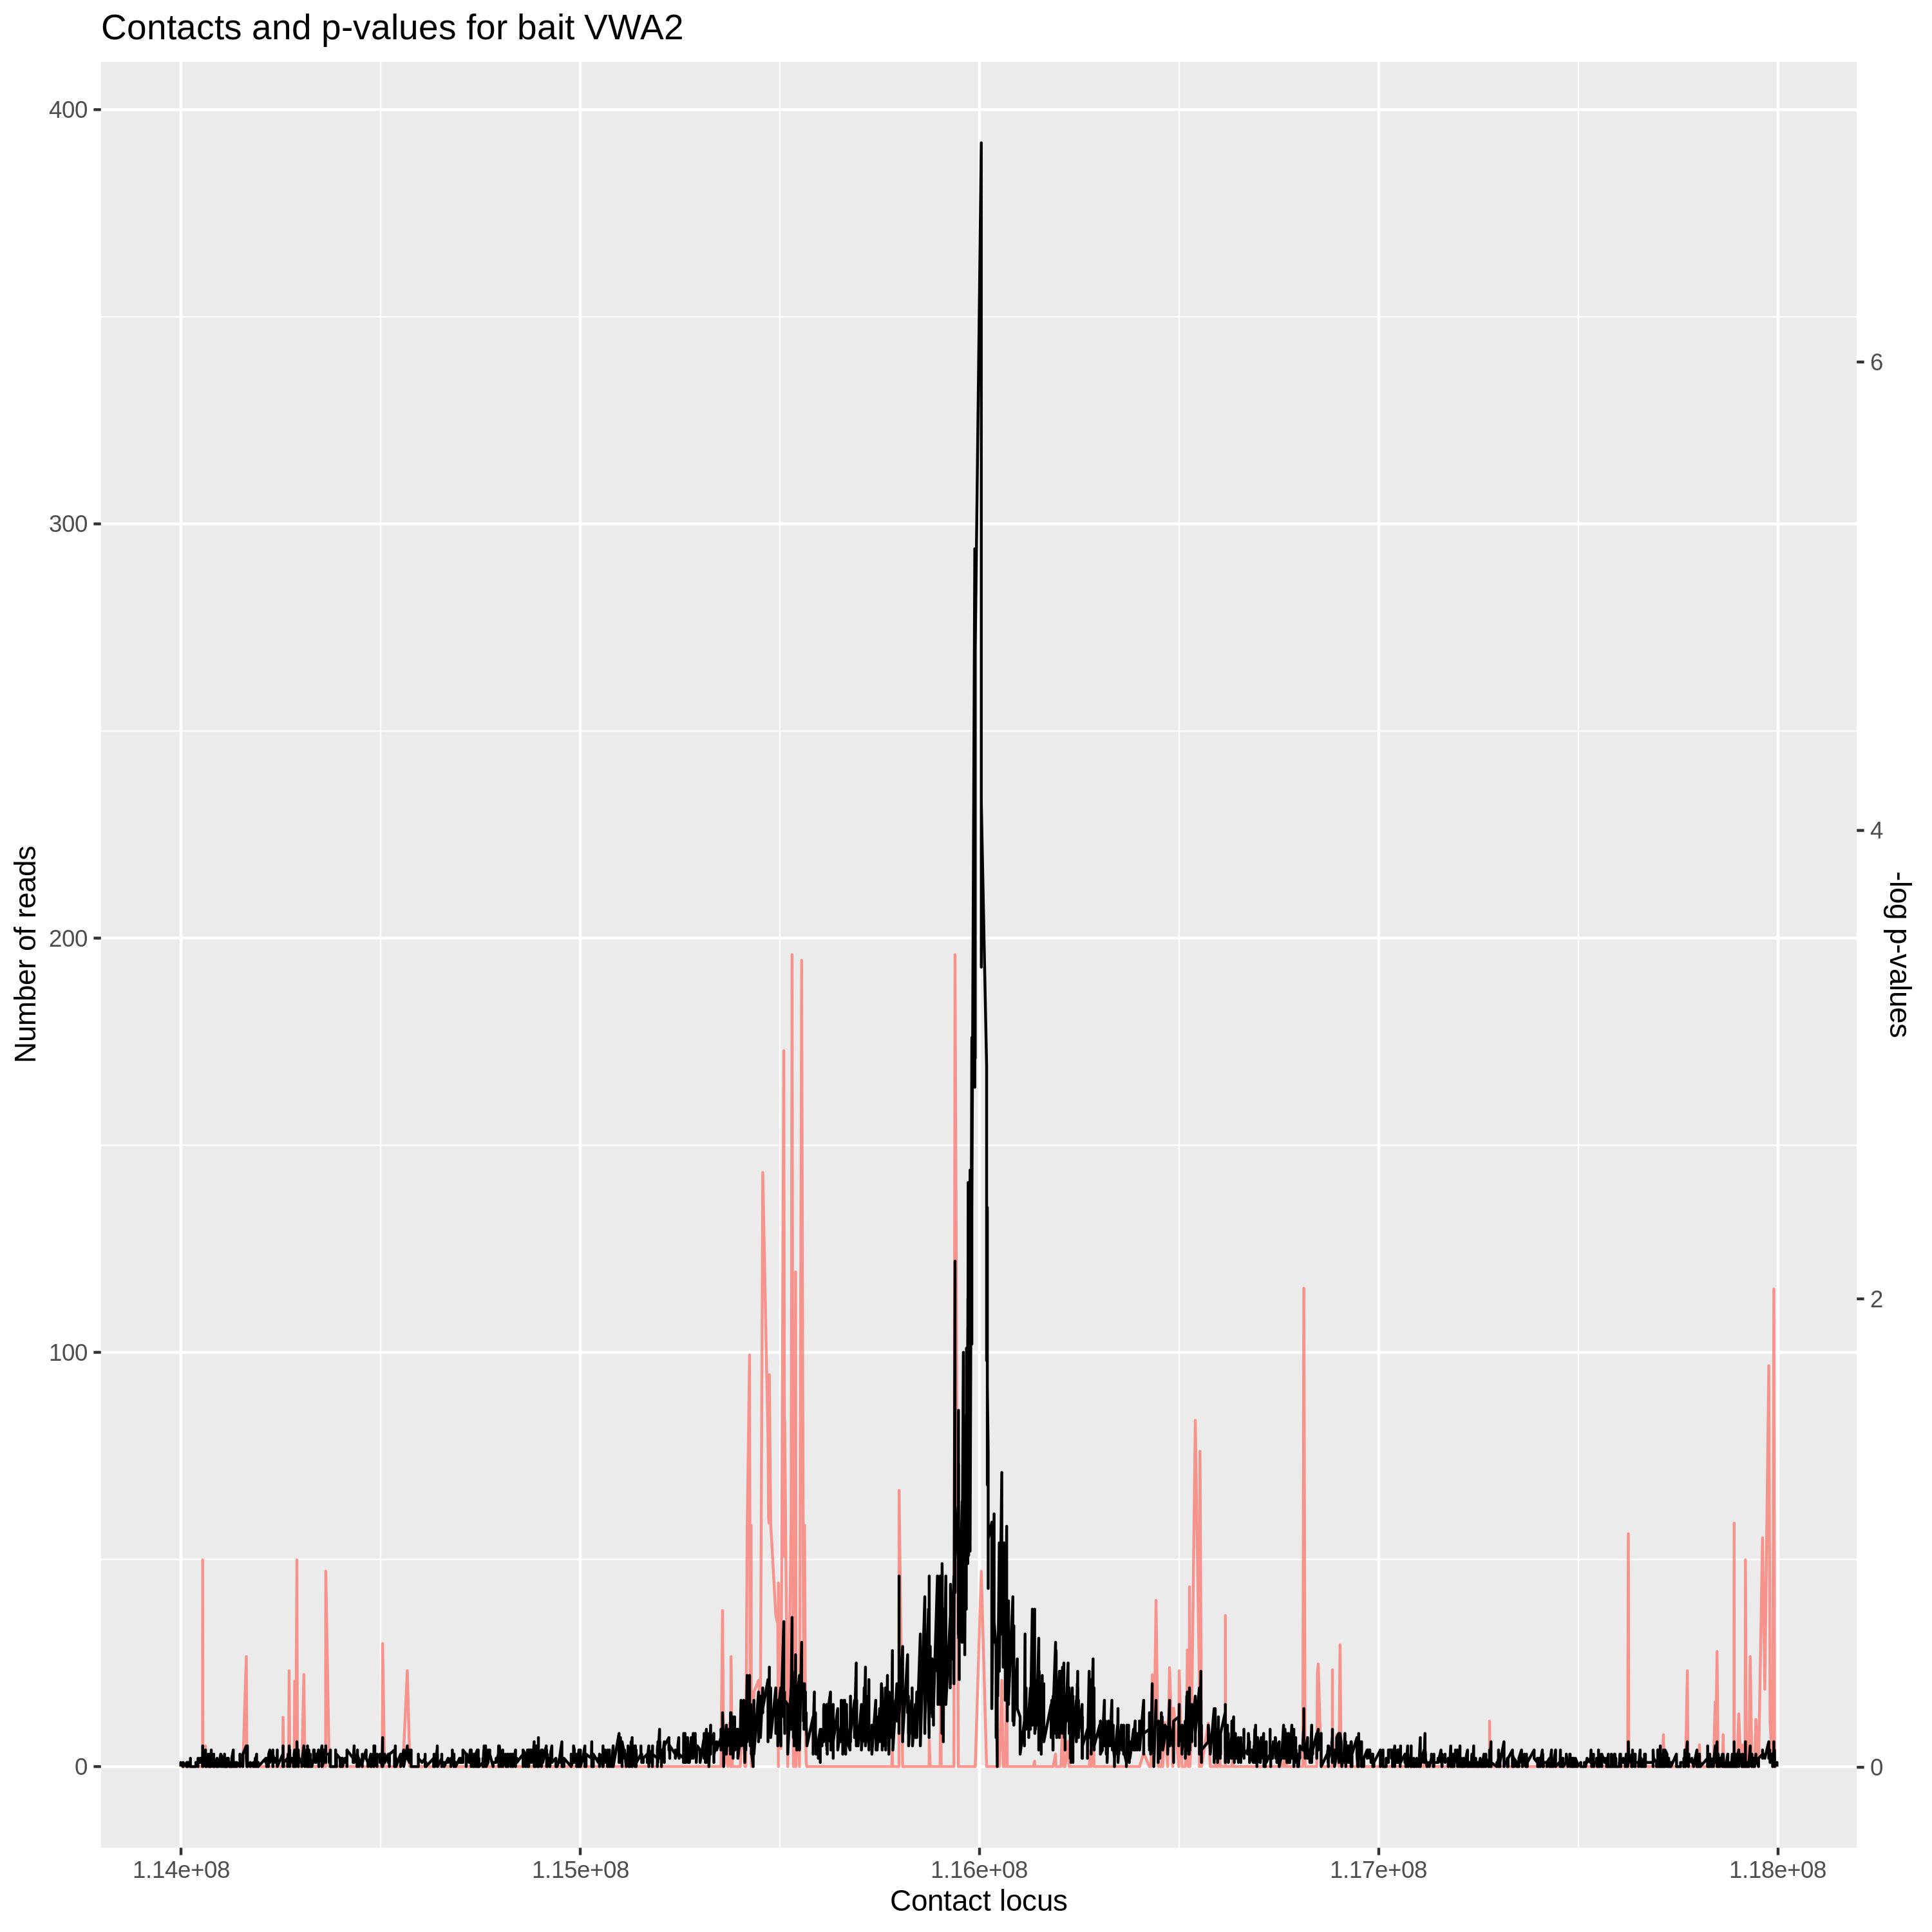 Contacts and p-values for bait VWA2
400
300
200
100
0
Number of reads
6
4
2
0
-log p-values
1.14e+08 1.15e+08 1.16e+08 1.17e+08 1.18e+08
Contact locus